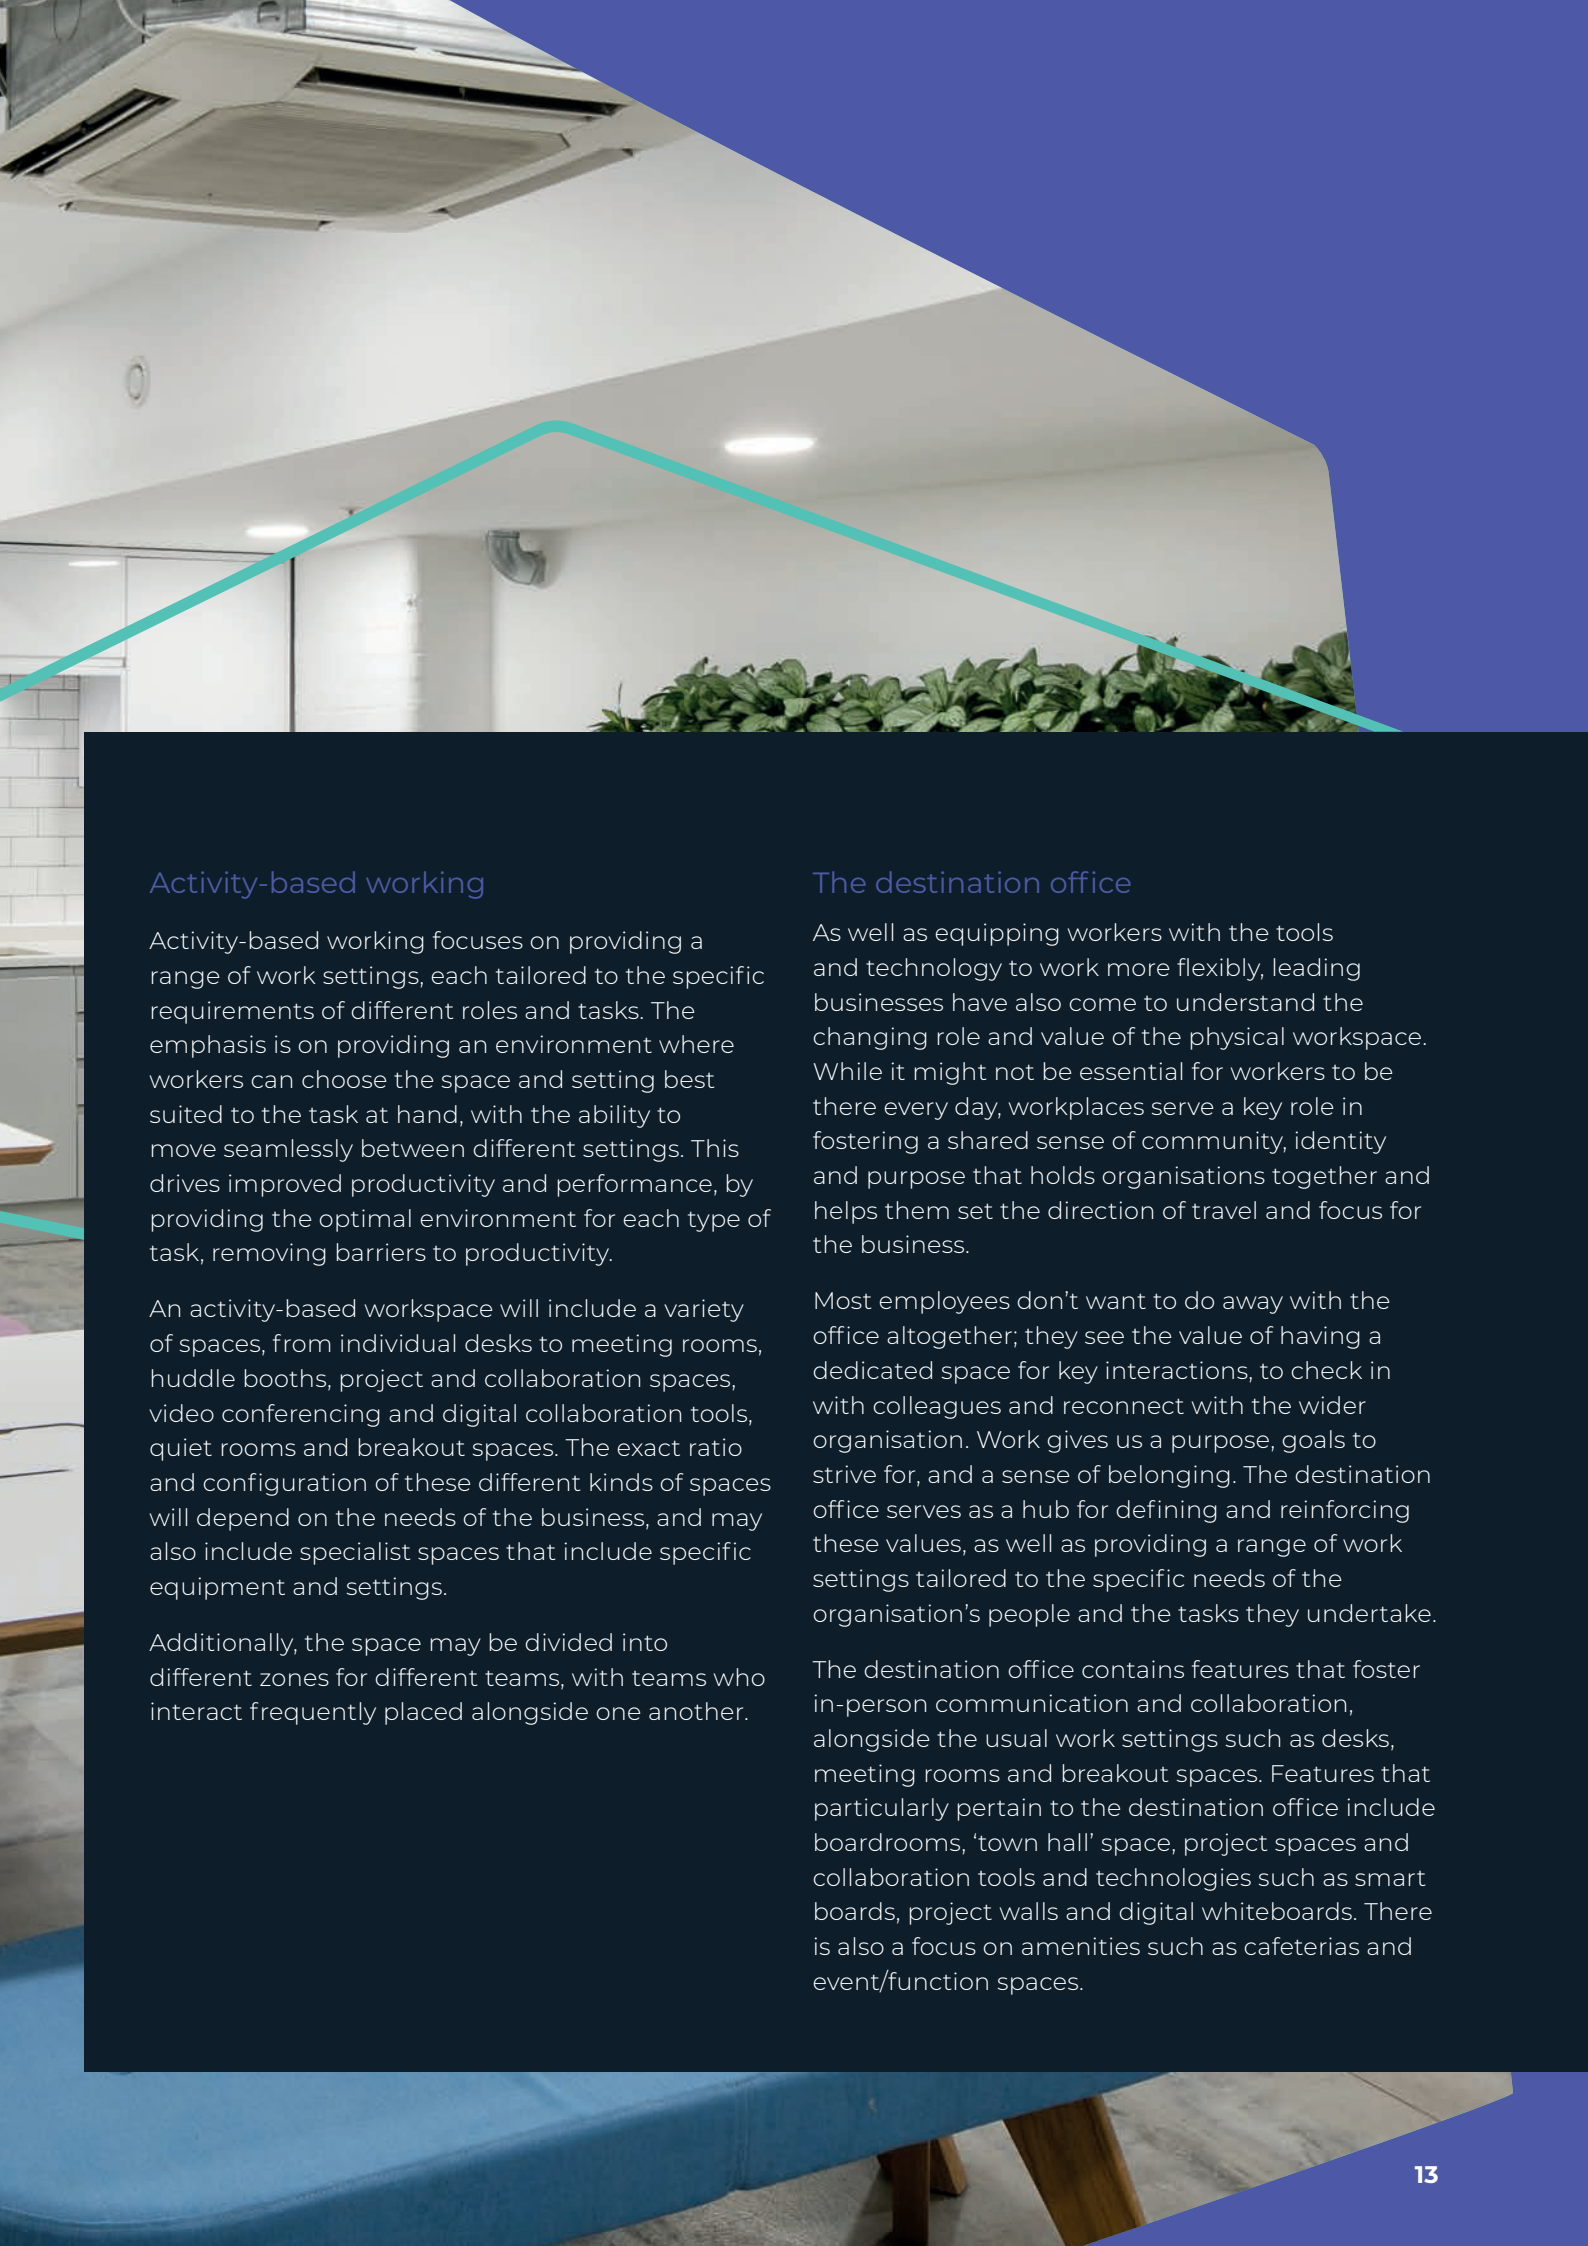 Activity-based working
Activity-based working focuses on providing a
range of work settings, each tailored to the specific
requirements of different roles and tasks. The
emphasis is on providing an environment where
workers can choose the space and setting best
suited to the task at hand, with the ability to
move seamlessly between different settings. This
drives improved productivity and performance, by
providing the optimal environment for each type of
task, removing barriers to productivity.
An activity-based workspace will include a variety
of spaces, from individual desks to meeting rooms,
huddle booths, project and collaboration spaces,
video conferencing and digital collaboration tools,
quiet rooms and breakout spaces. The exact ratio
and configuration of these different kinds of spaces
will depend on the needs of the business, and may
also include specialist spaces that include specific
equipment and settings.
Additionally, the space may be divided into
different zones for different teams, with teams who
interact frequently placed alongside one another.
The destination office
As well as equipping workers with the tools
and technology to work more flexibly, leading
businesses have also come to understand the
changing role and value of the physical workspace.
While it might not be essential for workers to be
there every day, workplaces serve a key role in
fostering a shared sense of community, identity
and purpose that holds organisations together and
helps them set the direction of travel and focus for
the business.
Most employees don’t want to do away with the
office altogether; they see the value of having a
dedicated space for key interactions, to check in
with colleagues and reconnect with the wider
organisation. Work gives us a purpose, goals to
strive for, and a sense of belonging. The destination
office serves as a hub for defining and reinforcing
these values, as well as providing a range of work
settings tailored to the specific needs of the
organisation’s people and the tasks they undertake.
The destination office contains features that foster
in-person communication and collaboration,
alongside the usual work settings such as desks,
meeting rooms and breakout spaces. Features that
particularly pertain to the destination office include
boardrooms, ‘town hall’ space, project spaces and
collaboration tools and technologies such as smart
boards, project walls and digital whiteboards. There
is also a focus on amenities such as cafeterias and
event/function spaces.
13